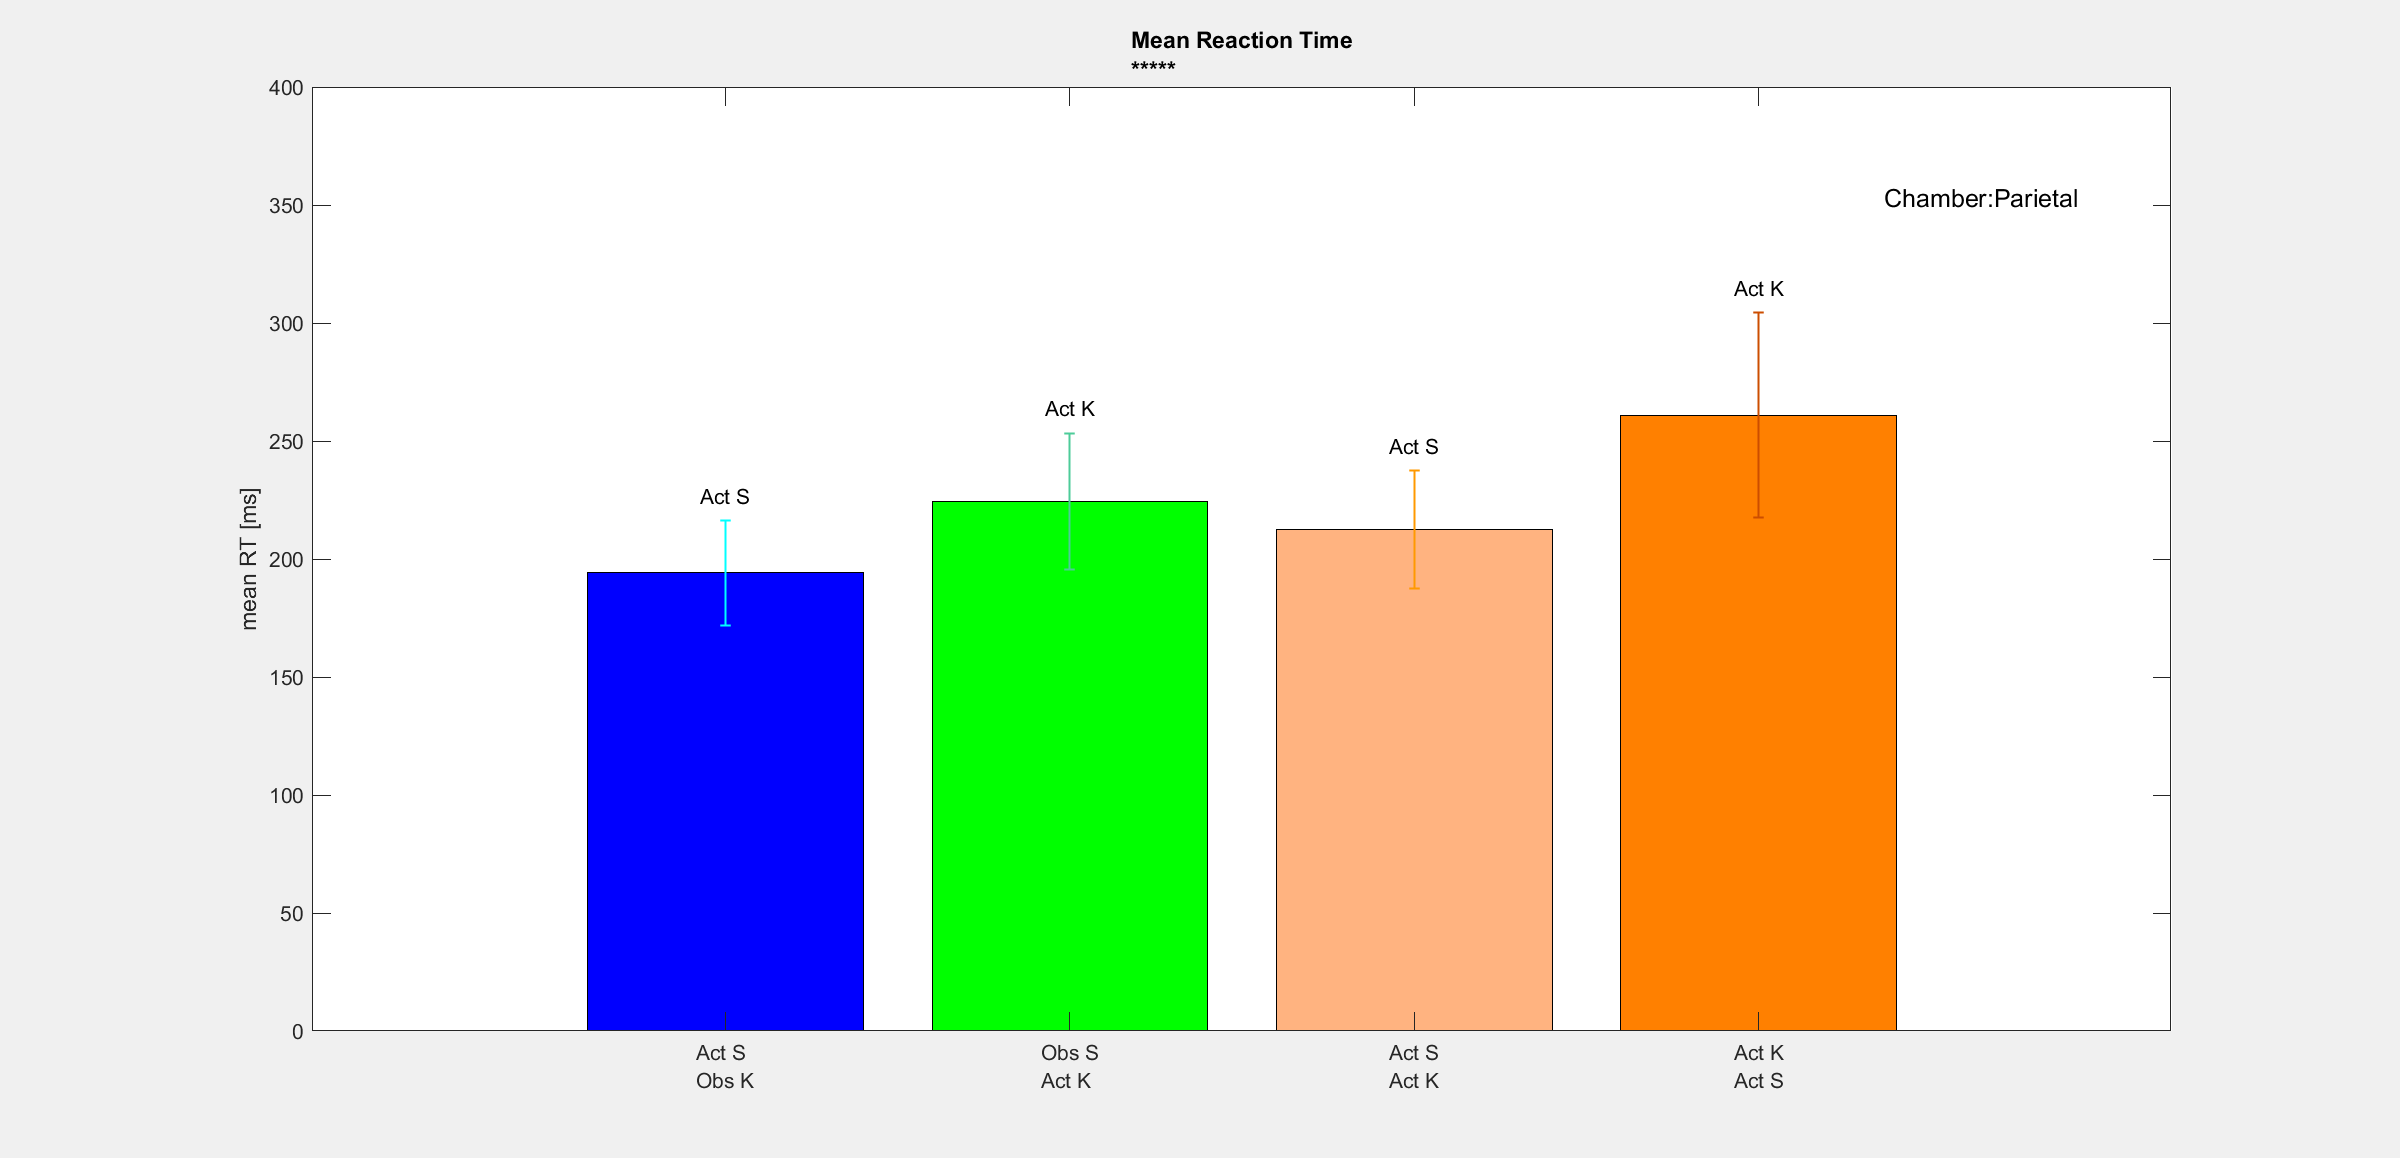 Mean Reaction Time
*****
400
350
300
250
200
150
100
50
0
mean RT [ms]
Chamber:Parietal
Act S
Act K
Act S
Act K
Act S
Obs K
Obs S
Act K
Act S
Act K
Act K
Act S